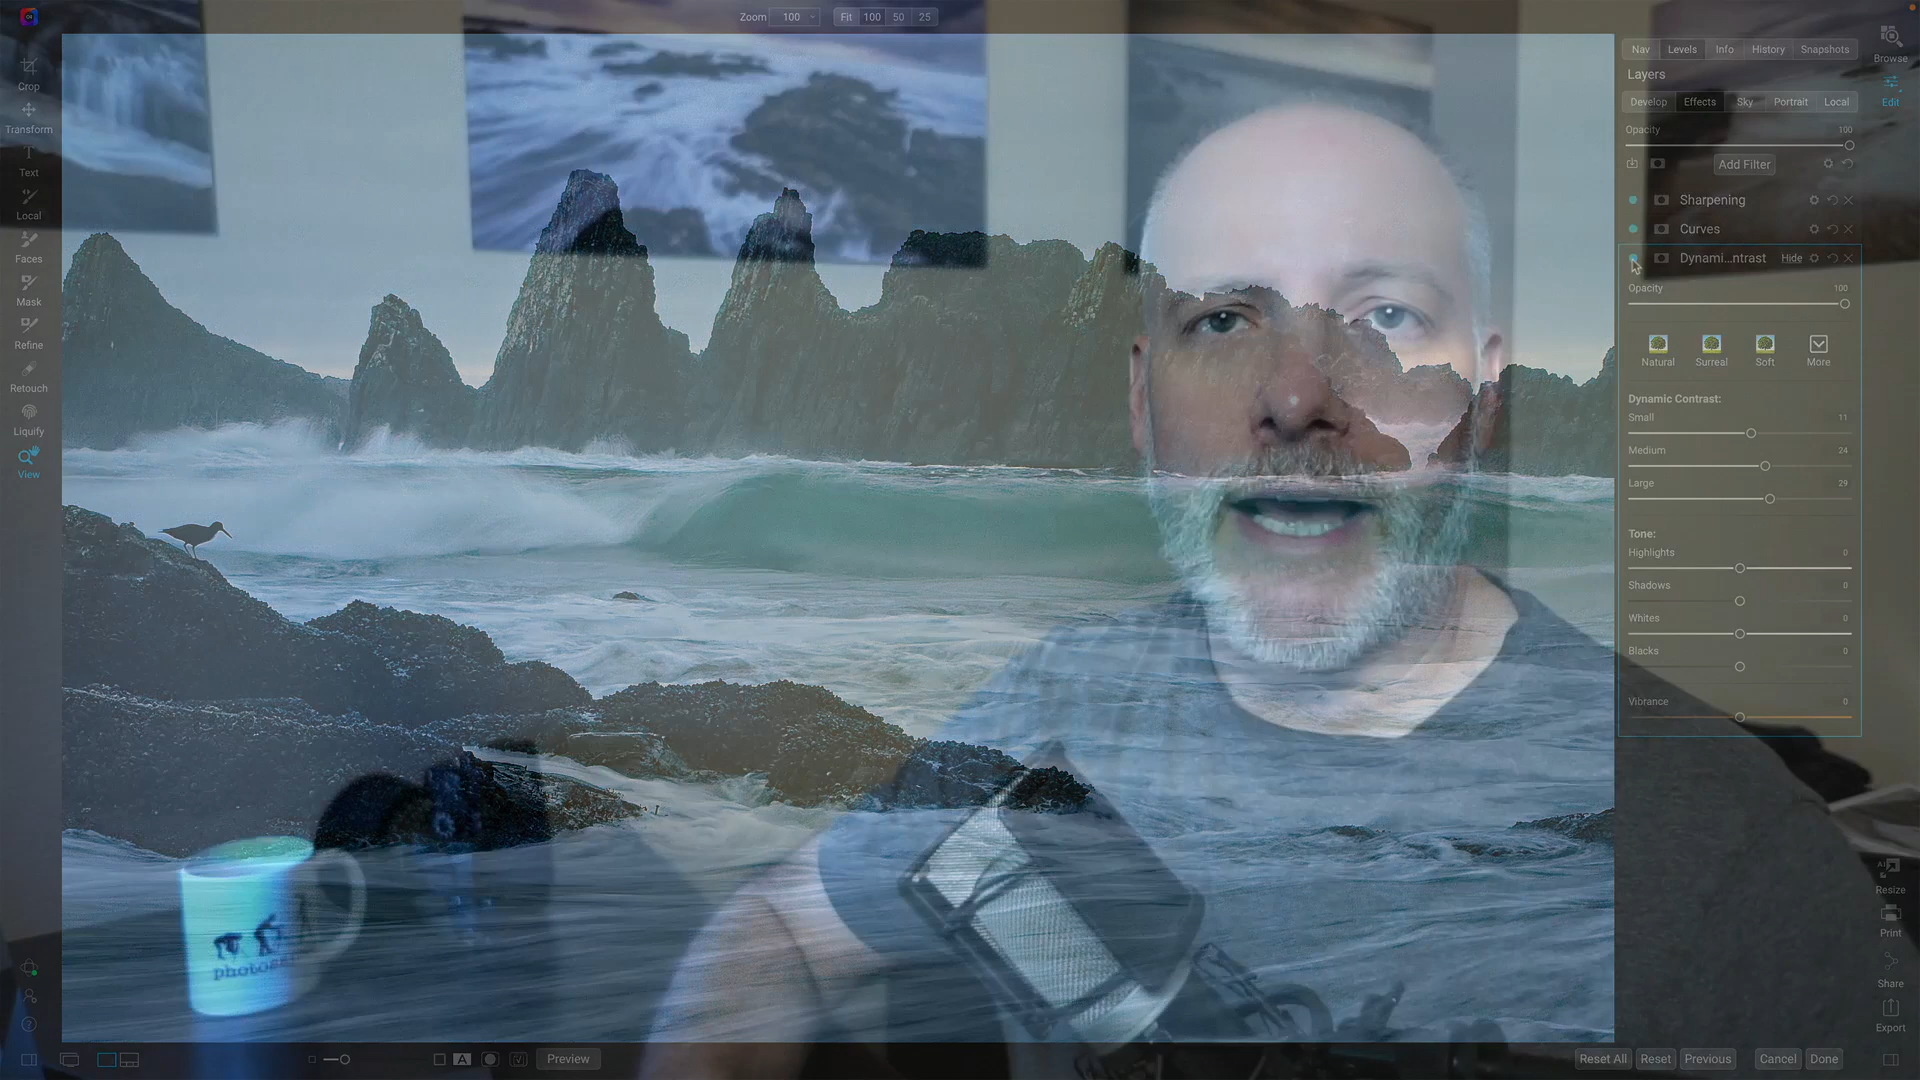 Zoom 100 Fit 100 50 25
Crop
Transform
Text
Local
Faces
Mask
Refine
Retouch
Liquify
View
Nav Levels Info History Snapshots
Layers
Develop Effects Sky Portrait Local
Opacity 100
Add Filter
Sharpening
Curves
Dynami...ntrast Hide
Opacity 100
Natural Surreal Soft More
Dynamic Contrast:
Small 11
Medium 24
Large 29
Tone:
Highlights 0
Shadows 0
Whites 0
Blacks 0
Vibrance 0
Browse
Edit
Resize
Print
Share
Export
A
Preview
Reset All Reset Previous Cancel Done